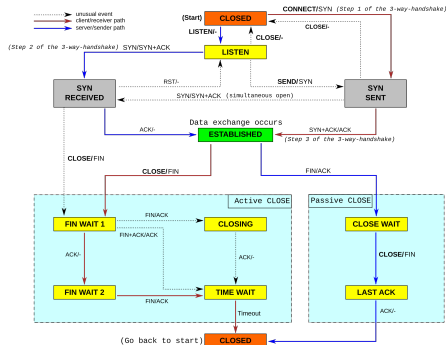 unusual event
client/receiver path
server/sender path
(Start) CLOSED
CONNECT/SYN (Step 1 of the 3-way-handshake)
CLOSE/-
LISTEN/-
CLOSE/-
(Step 2 of the 3-way-handshake) SYN/SYN+ACK
LISTEN
RST/-
SEND/SYN
SYN
RECEIVED
SYN
SENT
SYN/SYN+ACK (simultaneous open)
Data exchange occurs
ACK/-
ESTABLISHED
SYN+ACK/ACK
(Step 3 of the 3-way-handshake)
CLOSE/FIN
CLOSE/FIN
FIN/ACK
Active CLOSE
Passive CLOSE
FIN WAIT 1
FIN/ACK
CLOSING
CLOSE WAIT
FIN+ACK/ACK
ACK/-
ACK/-
CLOSE/FIN
FIN WAIT 2
FIN/ACK
TIME WAIT
LAST ACK
Timeout
ACK/-
(Go back to start) CLOSED